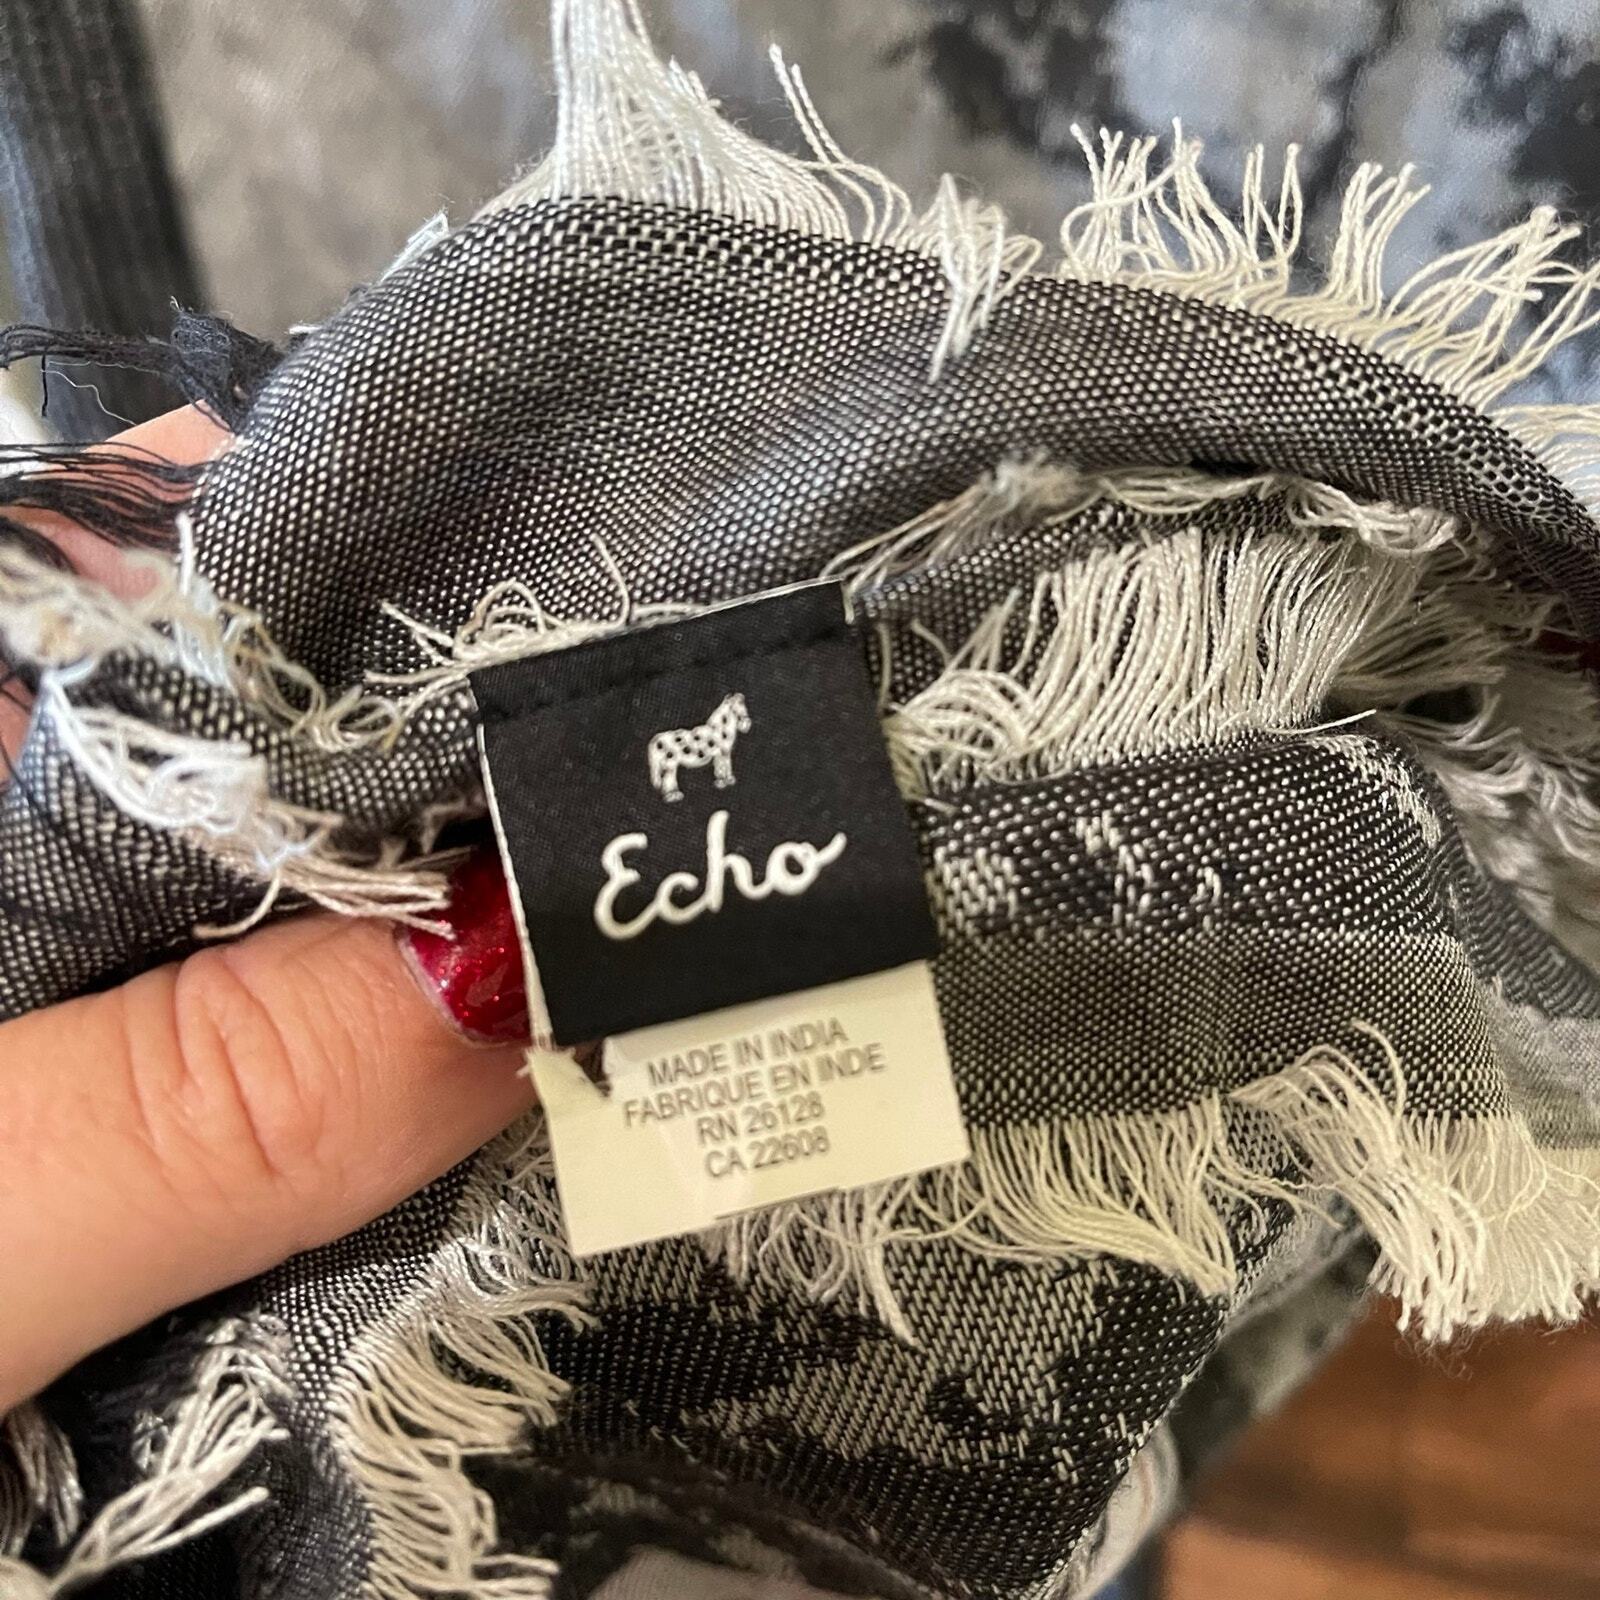 Echo
MADE IN INDIA
FABRIQUE EN INDE
RN 26128
CA 22608